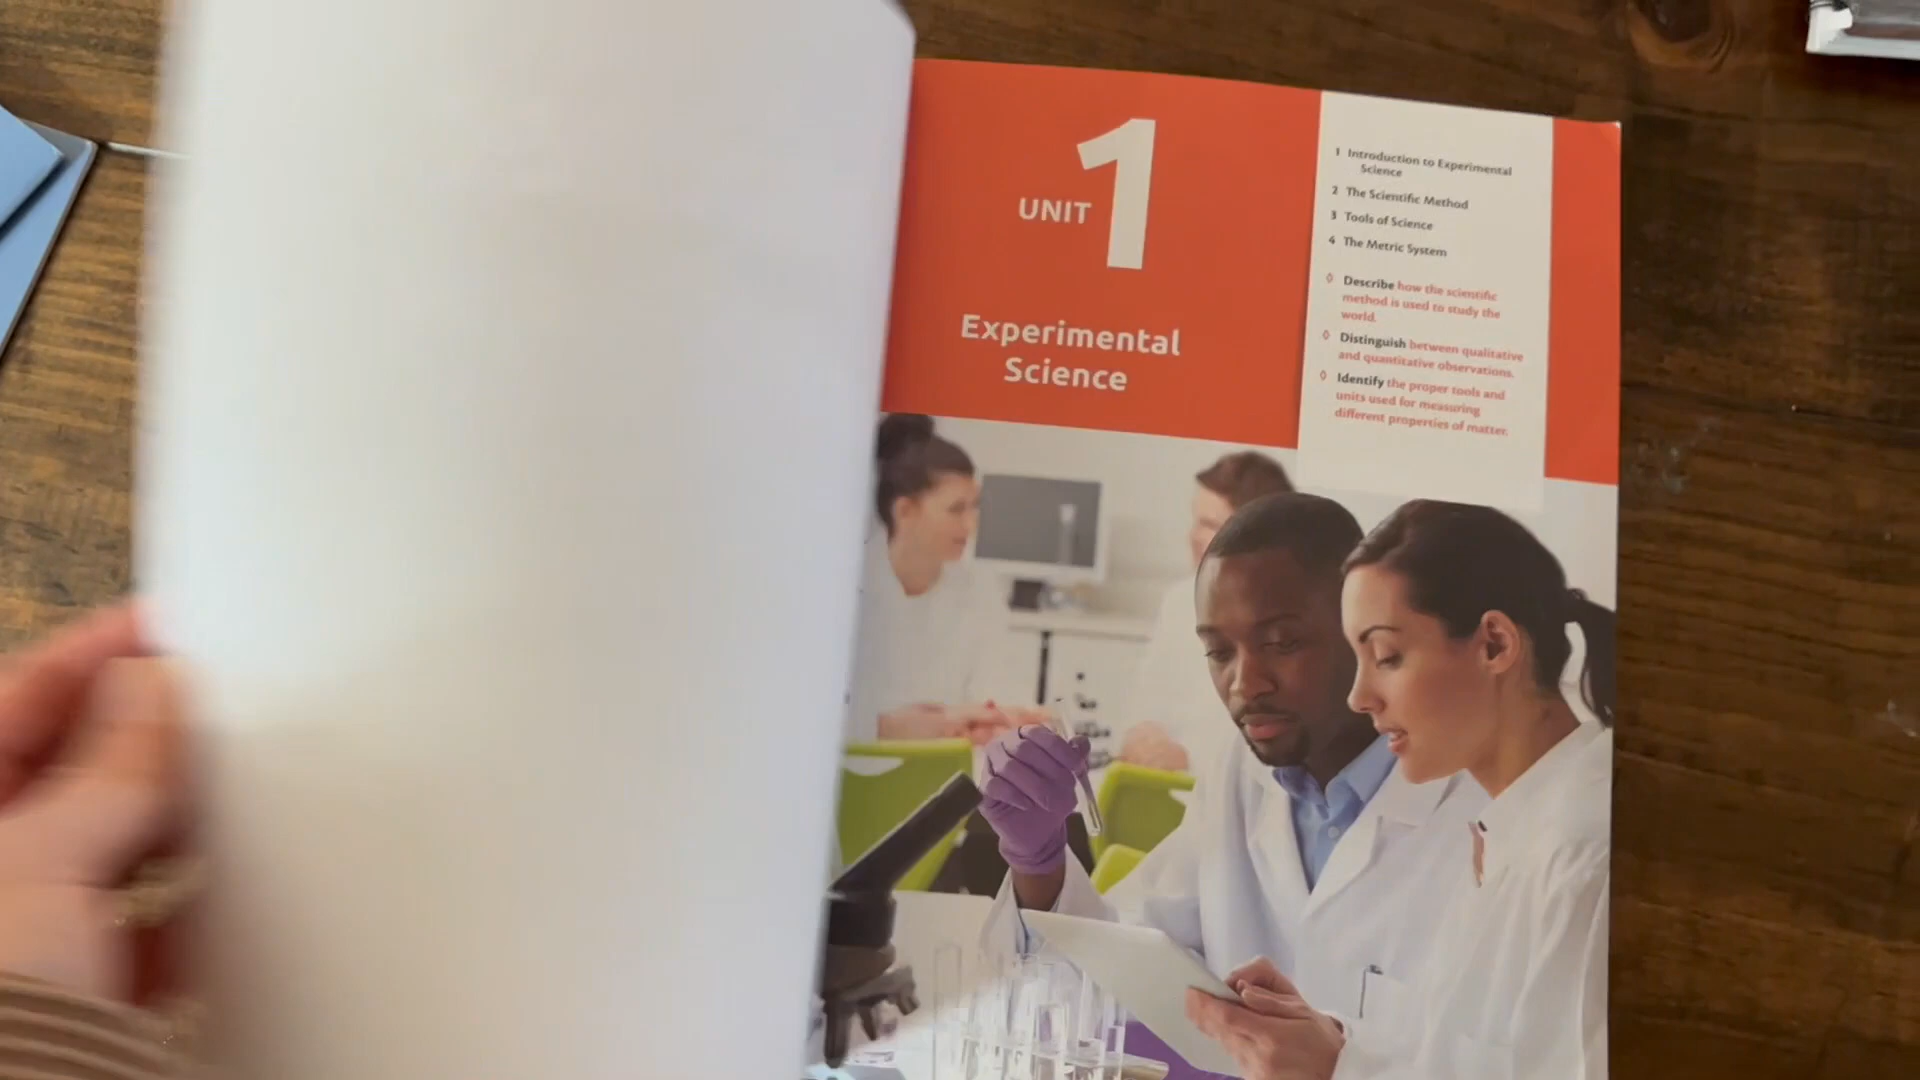 UNIT 1
Experimental
Science
1 Introduction to Experimental
Science
2 The Scientific Method
3 Tools of Science
4 The Metric System
◊ Describe how the scientific
method is used to study the
world.
◊ Distinguish between qualitative
and quantitative observations.
◊ Identify the proper tools and
units used for measuring
different properties of matter.